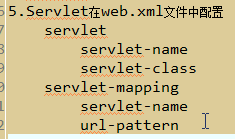 5.Servlet在web.xml文件中配置
servlet
servlet-name
servlet-class
servlet-mapping
servlet-name
url-pattern